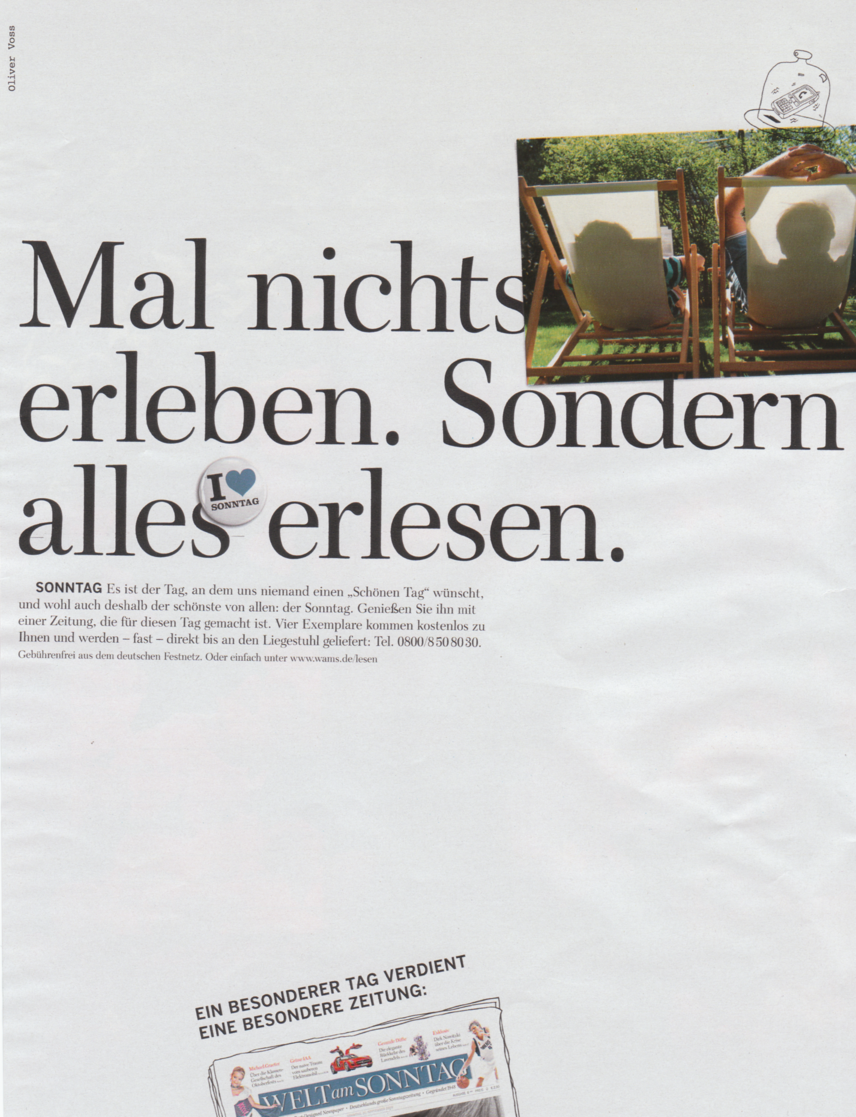 Oliver Voss
Mal nichts
erleben. Sondern
alles erlesen.
I
SONNTAG
SONNTAG Es ist der Tag, an dem uns niemand einen „Schönen Tag“ wünscht,
und wohl auch deshalb der schönste von allen: der Sonntag. Genießen Sie ihn mit
einer Zeitung, die für diesen Tag gemacht ist. Vier Exemplare kommen kostenlos zu
Ihnen und werden – fast – direkt bis an den Liegestuhl geliefert: Tel. 0800/8508030.
Gebührenfrei aus dem deutschen Festnetz. Oder einfach unter www.wams.de/lesen
EIN BESONDERER TAG VERDIENT
EINE BESONDERE ZEITUNG:
WELT am SONNTAG